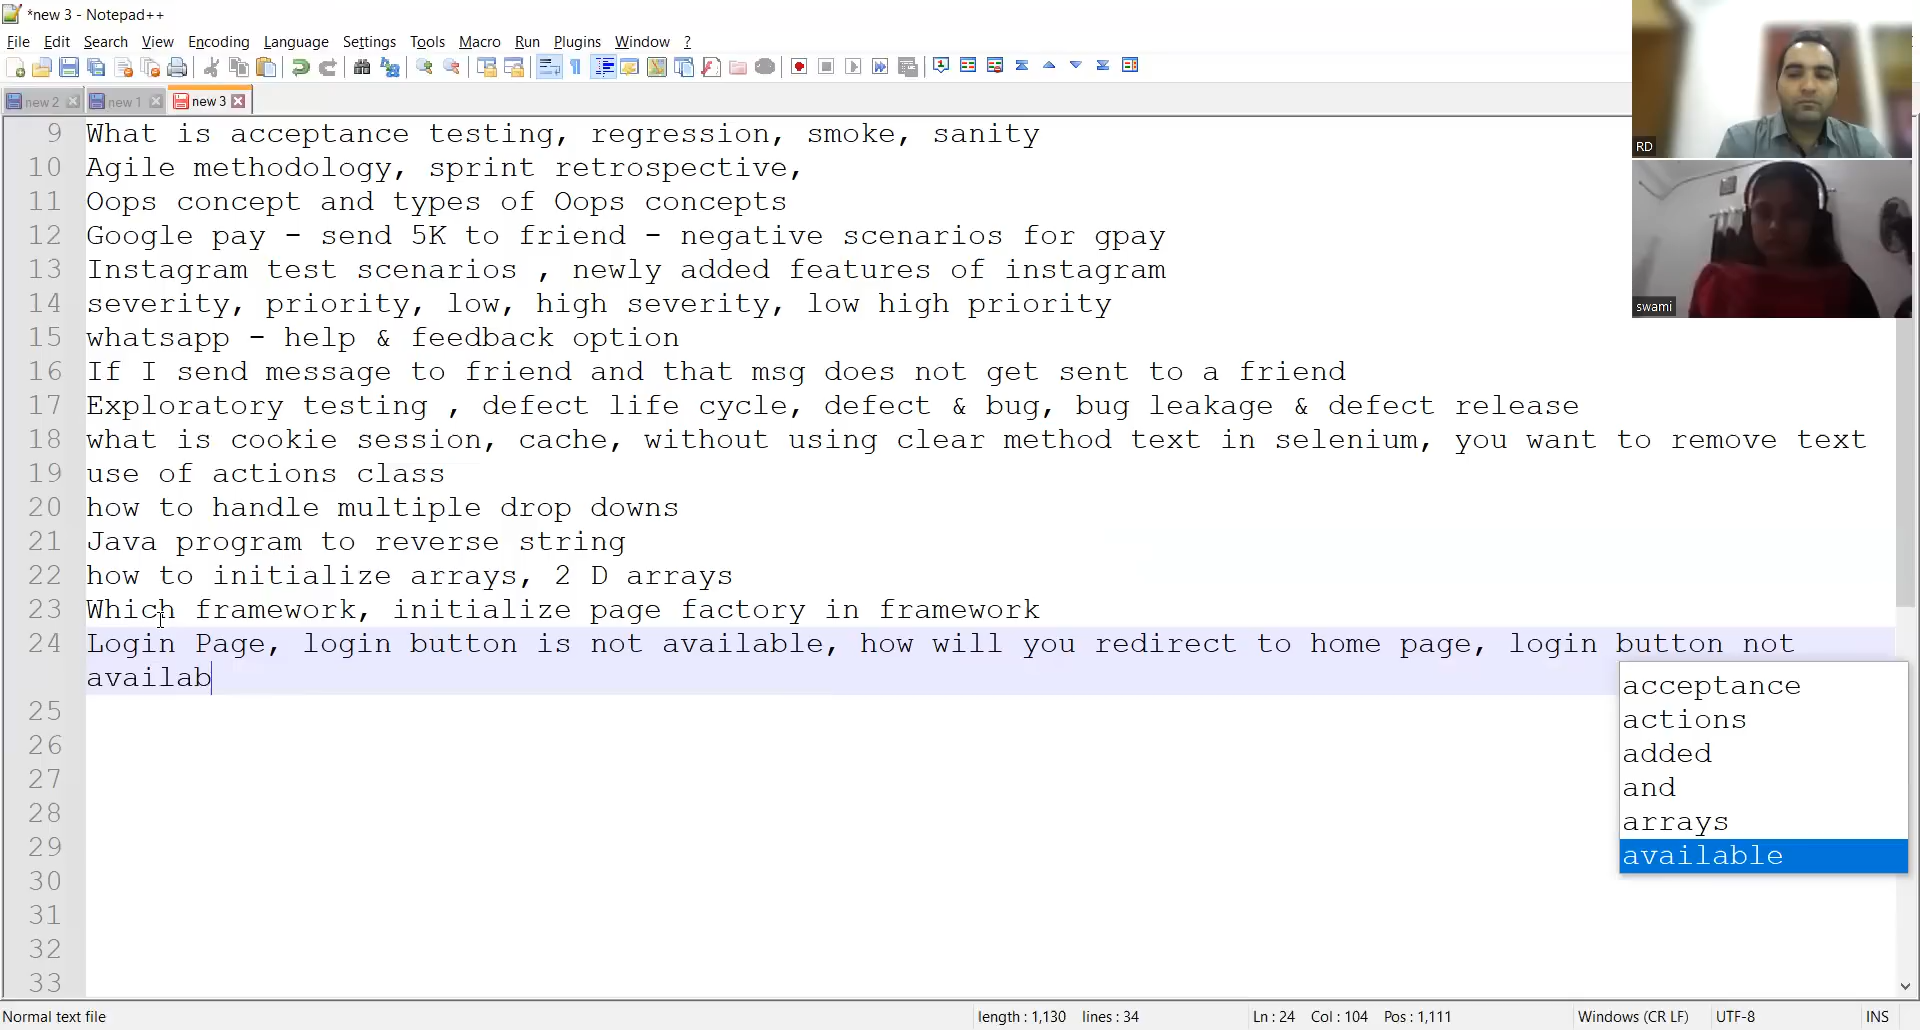 *new 3 - Notepad++
File Edit Search View Encoding Language Settings Tools Macro Run Plugins Window ?
new 2 new 1 new 3
9 What is acceptance testing, regression, smoke, sanity
10 Agile methodology, sprint retrospective,
11 Oops concept and types of Oops concepts
12 Google pay - send 5K to friend - negative scenarios for gpay
13 Instagram test scenarios , newly added features of instagram
14 severity, priority, low, high severity, low high priority
15 whatsapp - help & feedback option
16 If I send message to friend and that msg does not get sent to a friend
17 Exploratory testing , defect life cycle, defect & bug, bug leakage & defect release
18 what is cookie session, cache, without using clear method text in selenium, you want to remove text
19 use of actions class
20 how to handle multiple drop downs
21 Java program to reverse string
22 how to initialize arrays, 2 D arrays
23 Which framework, initialize page factory in framework
24 Login Page, login button is not available, how will you redirect to home page, login button not
availab
25
26
27
28
29
30
31
32
33
acceptance
actions
added
and
arrays
available
RD
swami
Normal text file length : 1,130 lines : 34 Ln : 24 Col : 104 Pos : 1,111 Windows (CR LF) UTF-8 INS